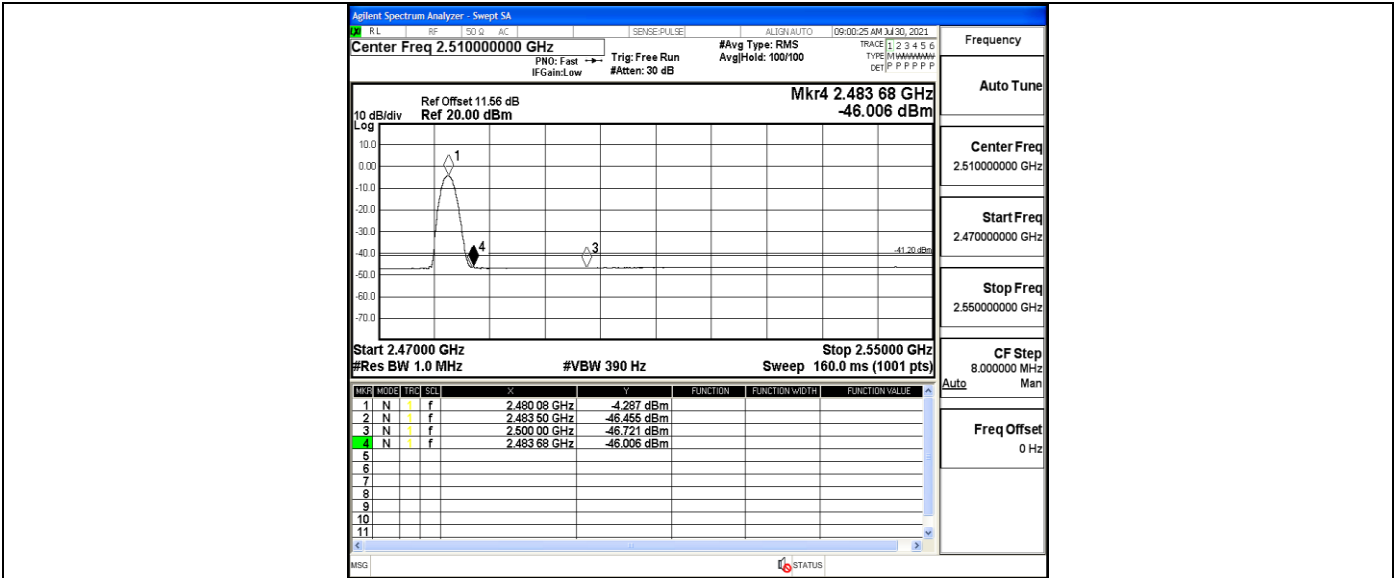 Agilent Spectrum Analyzer - Swept SA
LXI RL RF 50 Ω AC SENSE:PULSE ALIGNAUTO 09:00:25 AM Jul 30, 2021
Center Freq 2.510000000 GHz
#Avg Type: RMS
TRACE 1 2 3 4 5 6
PNO: Fast Trig: Free Run Avg|Hold: 100/100
TYPE M WWWWW
IFGain:Low #Atten: 30 dB
DET P P P P P P
Mkr4 2.483 68 GHz
-46.006 dBm
Ref Offset 11.56 dB
10 dB/div Ref 20.00 dBm
Log
10.0
0.00
-10.0
-20.0
-30.0
-40.0
-50.0
-60.0
-70.0
1
4
3
-41.20 dBm
Start 2.47000 GHz Stop 2.55000 GHz
#Res BW 1.0 MHz #VBW 390 Hz Sweep 160.0 ms (1001 pts)
MKR MODE TRC SCL X Y FUNCTION FUNCTION WIDTH FUNCTION VALUE
1 N 1 f 2.480 08 GHz -4.287 dBm
2 N 1 f 2.483 50 GHz -46.455 dBm
3 N 1 f 2.500 00 GHz -46.721 dBm
4 N 1 f 2.483 68 GHz -46.006 dBm
5
6
7
8
9
10
11
MSG STATUS
Frequency
Auto Tune
Center Freq
2.510000000 GHz
Start Freq
2.470000000 GHz
Stop Freq
2.550000000 GHz
CF Step
8.000000 MHz
Auto Man
Freq Offset
0 Hz